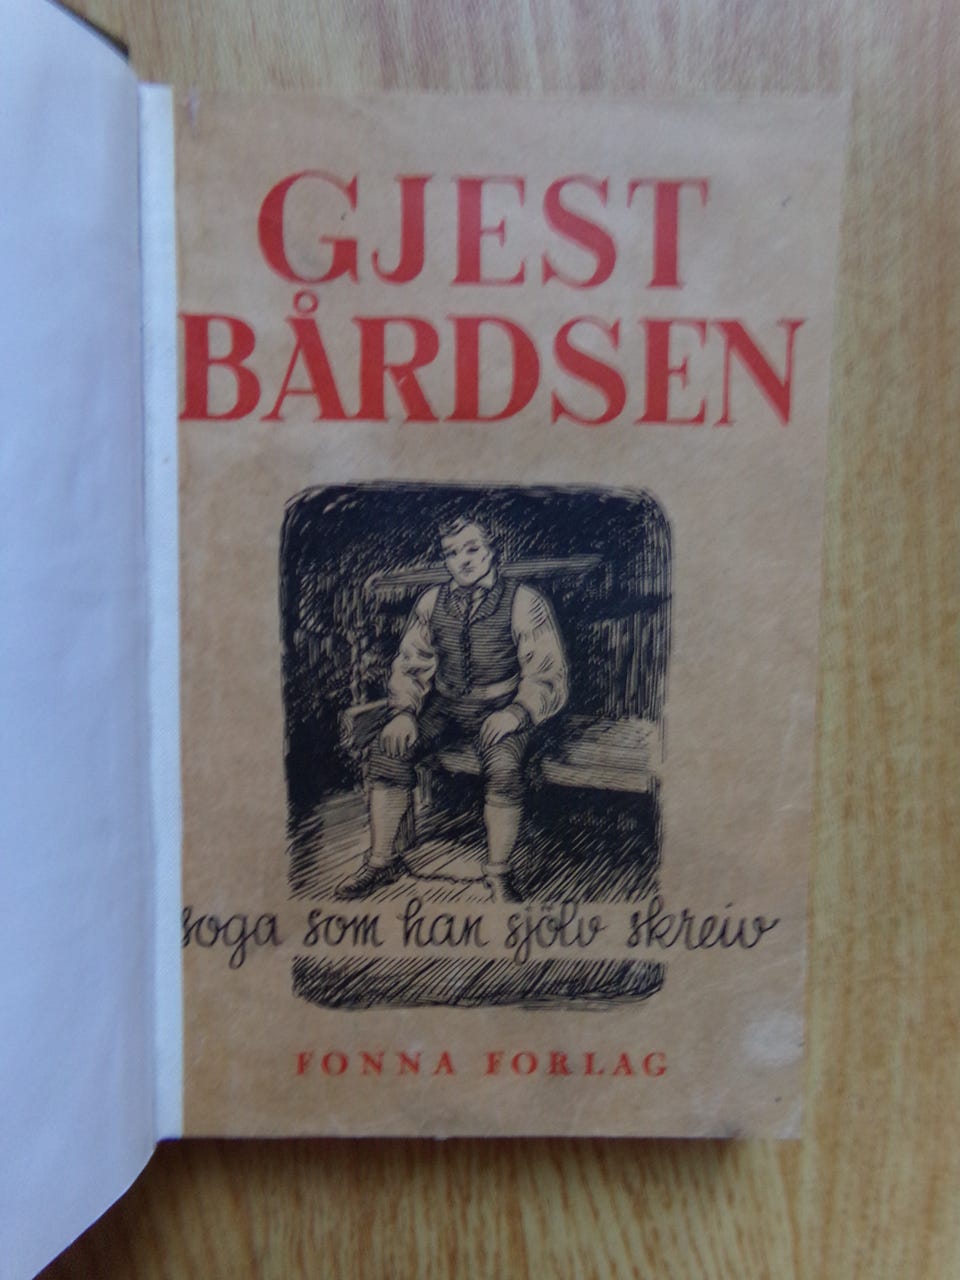 GJEST
BÅRDSEN
soga som han sjölv skreiv
FONNA FORLAG